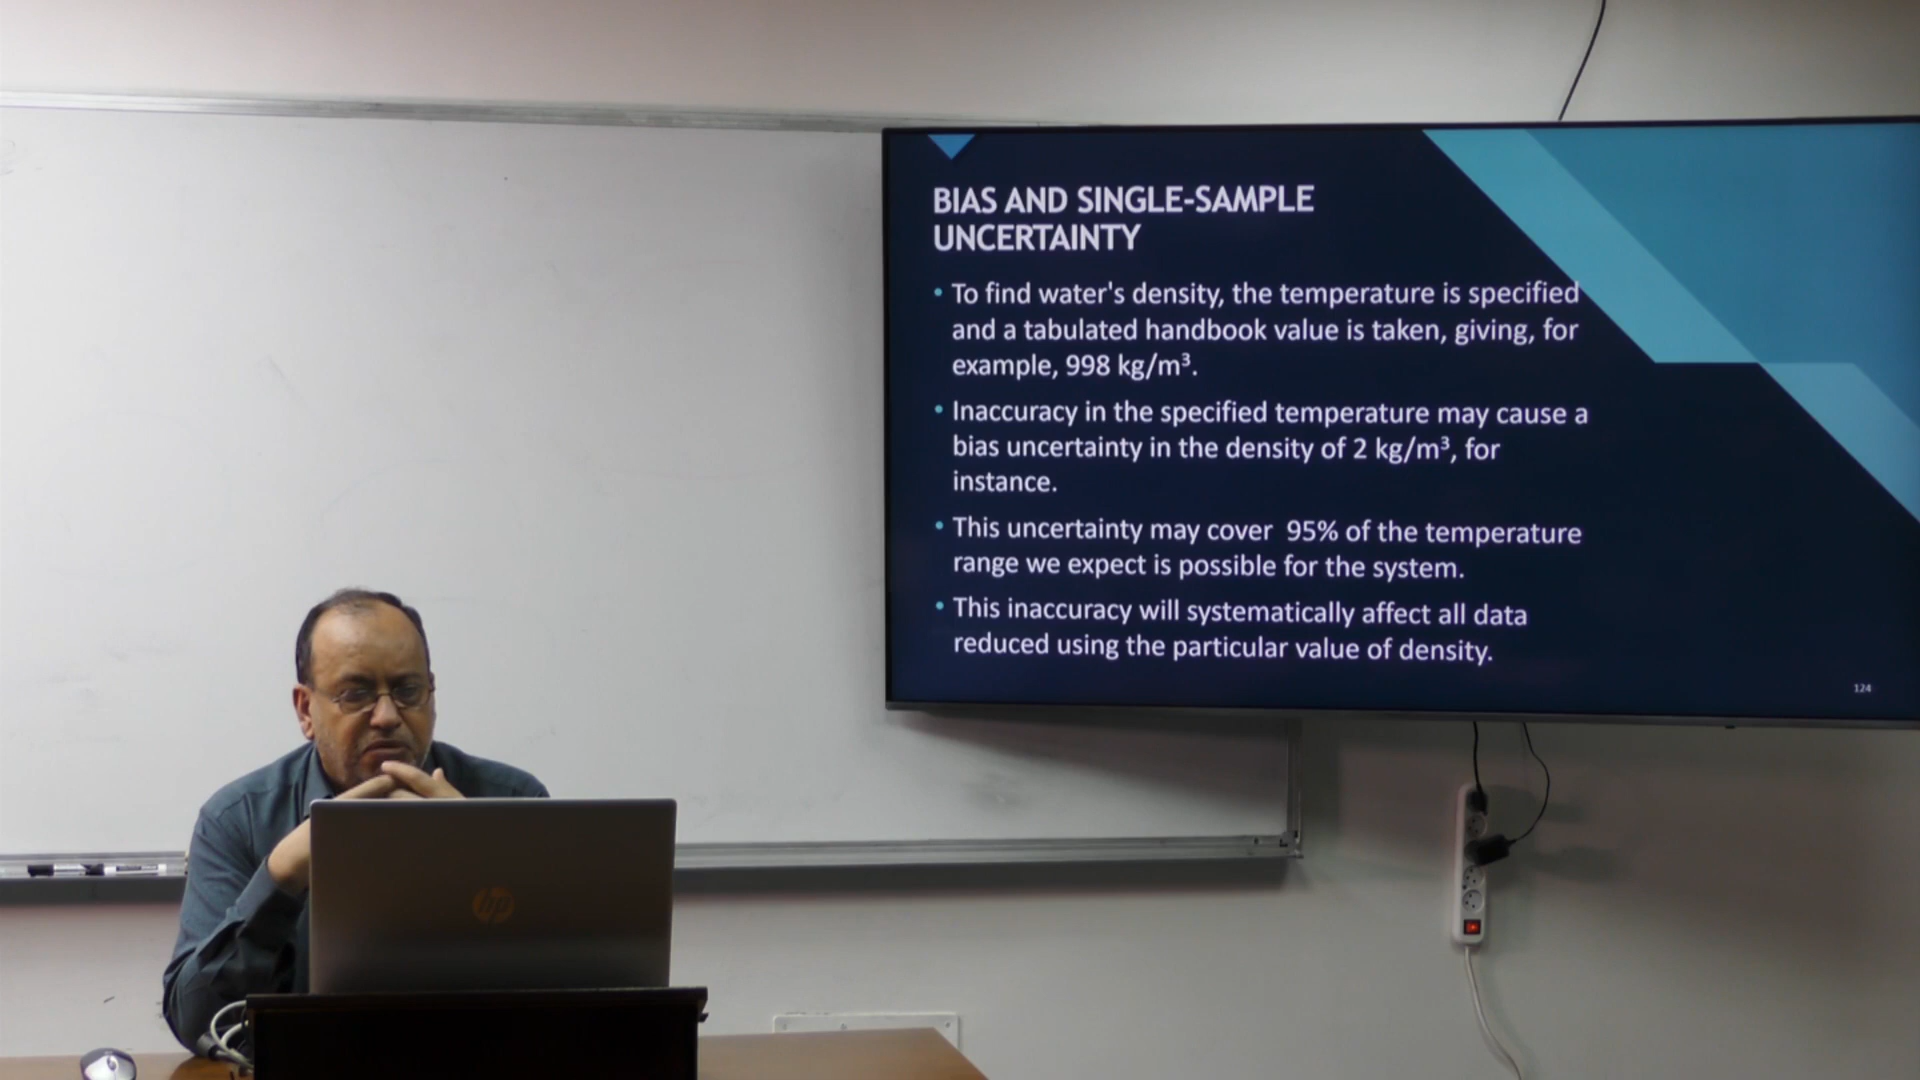 BIAS AND SINGLE-SAMPLE
UNCERTAINTY
• To find water's density, the temperature is specified
and a tabulated handbook value is taken, giving, for
example, 998 kg/m³.
• Inaccuracy in the specified temperature may cause a
bias uncertainty in the density of 2 kg/m³, for
instance.
• This uncertainty may cover 95% of the temperature
range we expect is possible for the system.
• This inaccuracy will systematically affect all data
reduced using the particular value of density.
124
hp